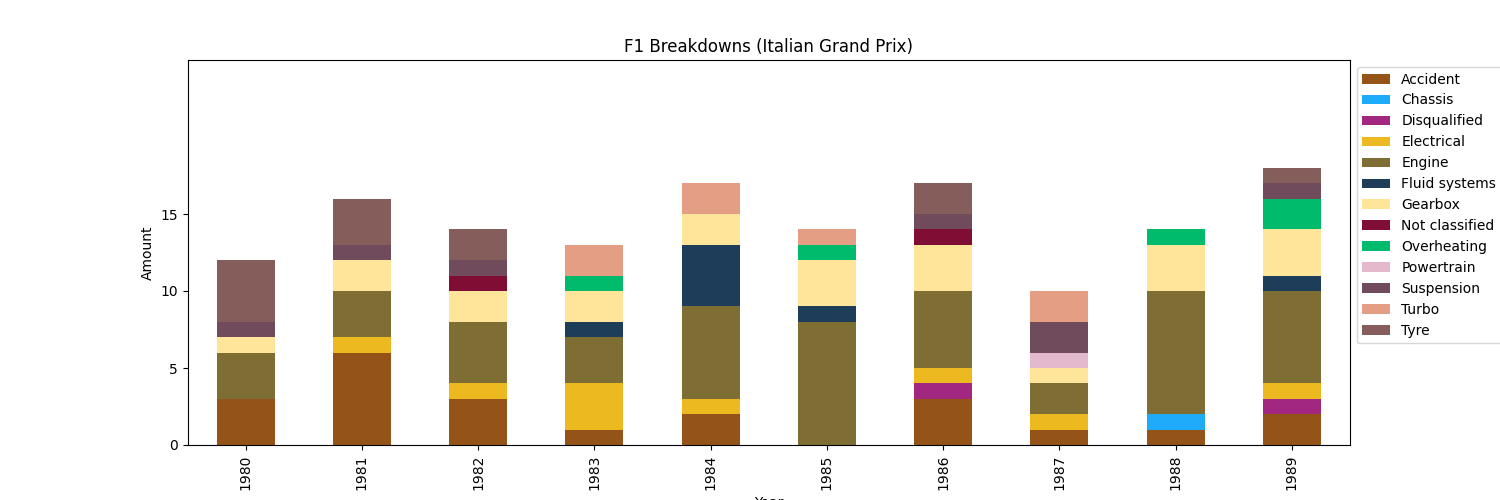 F1 Breakdowns (Italian Grand Prix)
Amount
15
10
5
0
1980
1981
1982
1983
1984
1985
1986
1987
1988
1989
Accident
Chassis
Disqualified
Electrical
Engine
Fluid systems
Gearbox
Not classified
Overheating
Powertrain
Suspension
Turbo
Tyre